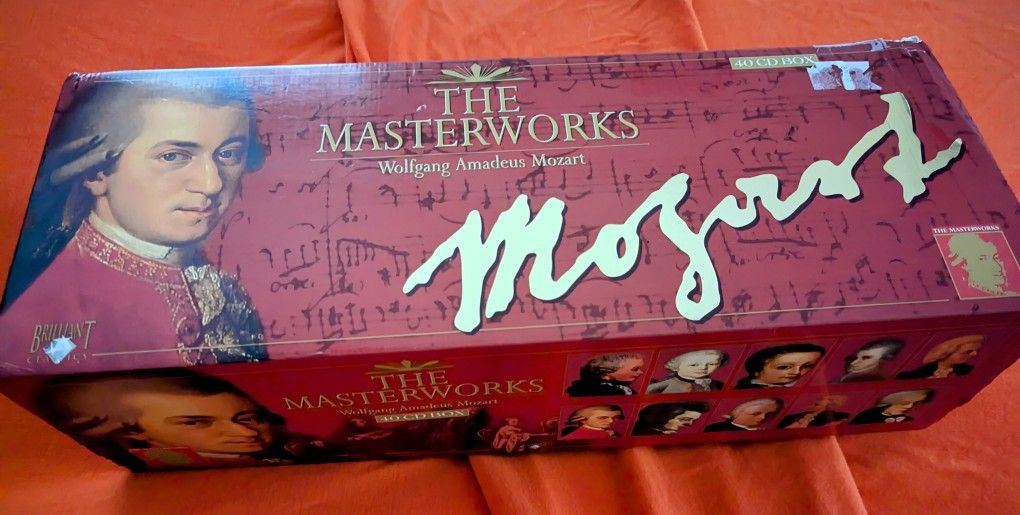 40 CD BOX
THE
MASTERWORKS
Wolfgang Amadeus Mozart
Mozart
THE MASTERWORKS
BRILLIANT
CLASSICS
THE
MASTERWORKS
Wolfgang Amadeus Mozart
40 CD BOX